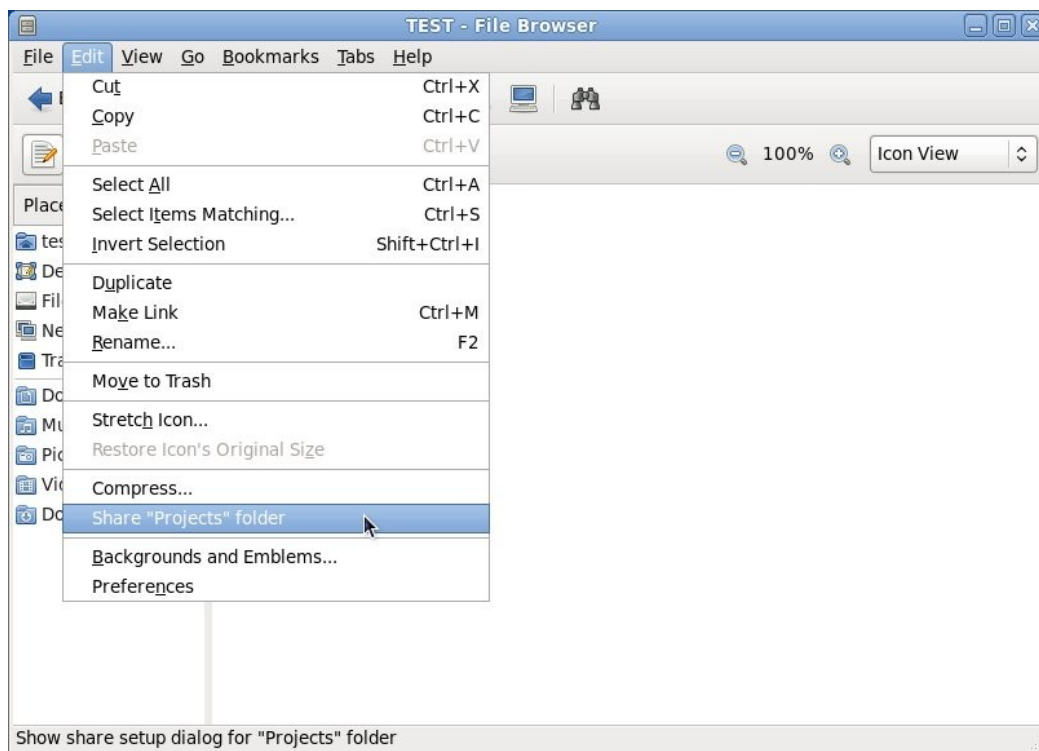 TEST - File Browser
File Edit View Go Bookmarks Tabs Help
Cut Ctrl+X
Copy Ctrl+C
Paste Ctrl+V
100% Icon View
Select All Ctrl+A
Select Items Matching... Ctrl+S
Invert Selection Shift+Ctrl+I
Duplicate
Make Link Ctrl+M
Rename... F2
Move to Trash
Stretch Icon...
Restore Icon's Original Size
Compress...
Share "Projects" folder
Backgrounds and Emblems...
Preferences
Show share setup dialog for "Projects" folder